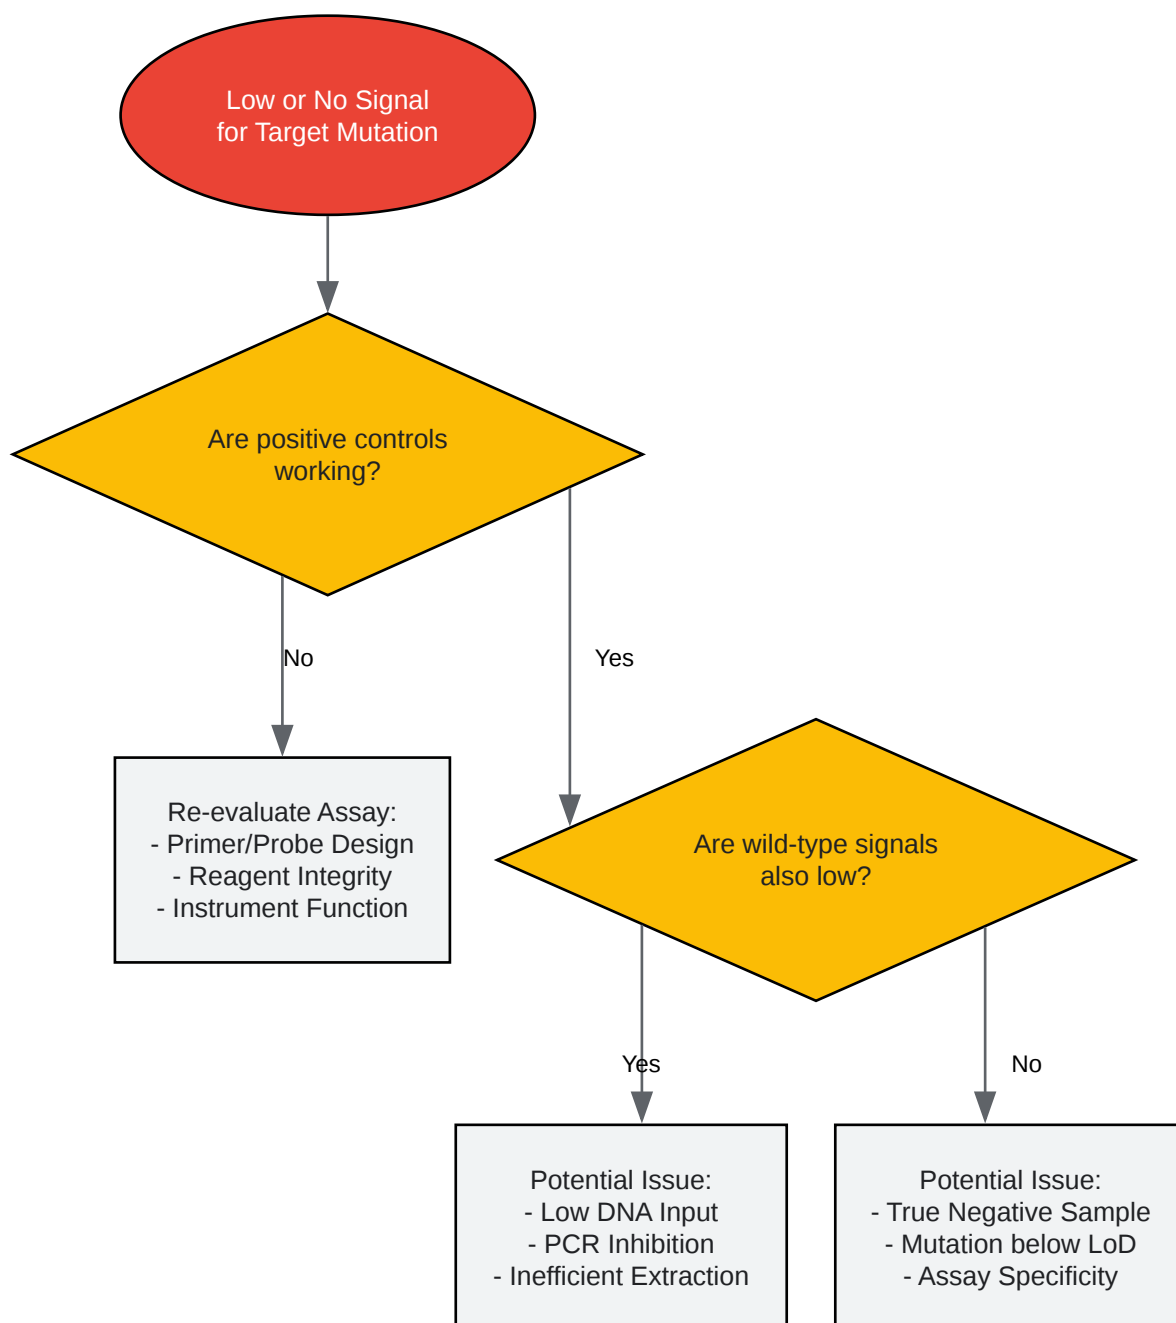 Low or No Signal
for Target Mutation
Are positive controls
working?
No
Yes
Re-evaluate Assay:
- Primer/Probe Design
- Reagent Integrity
- Instrument Function
Are wild-type signals
also low?
Yes
No
Potential Issue:
- Low DNA Input
- PCR Inhibition
- Inefficient Extraction
Potential Issue:
- True Negative Sample
- Mutation below LoD
- Assay Specificity